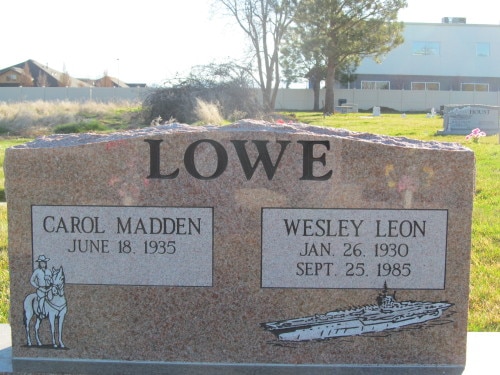 LOWE
CAROL MADDEN
JUNE 18. 1935
WESLEY LEON
JAN. 26. 1930
SEPT. 25. 1985